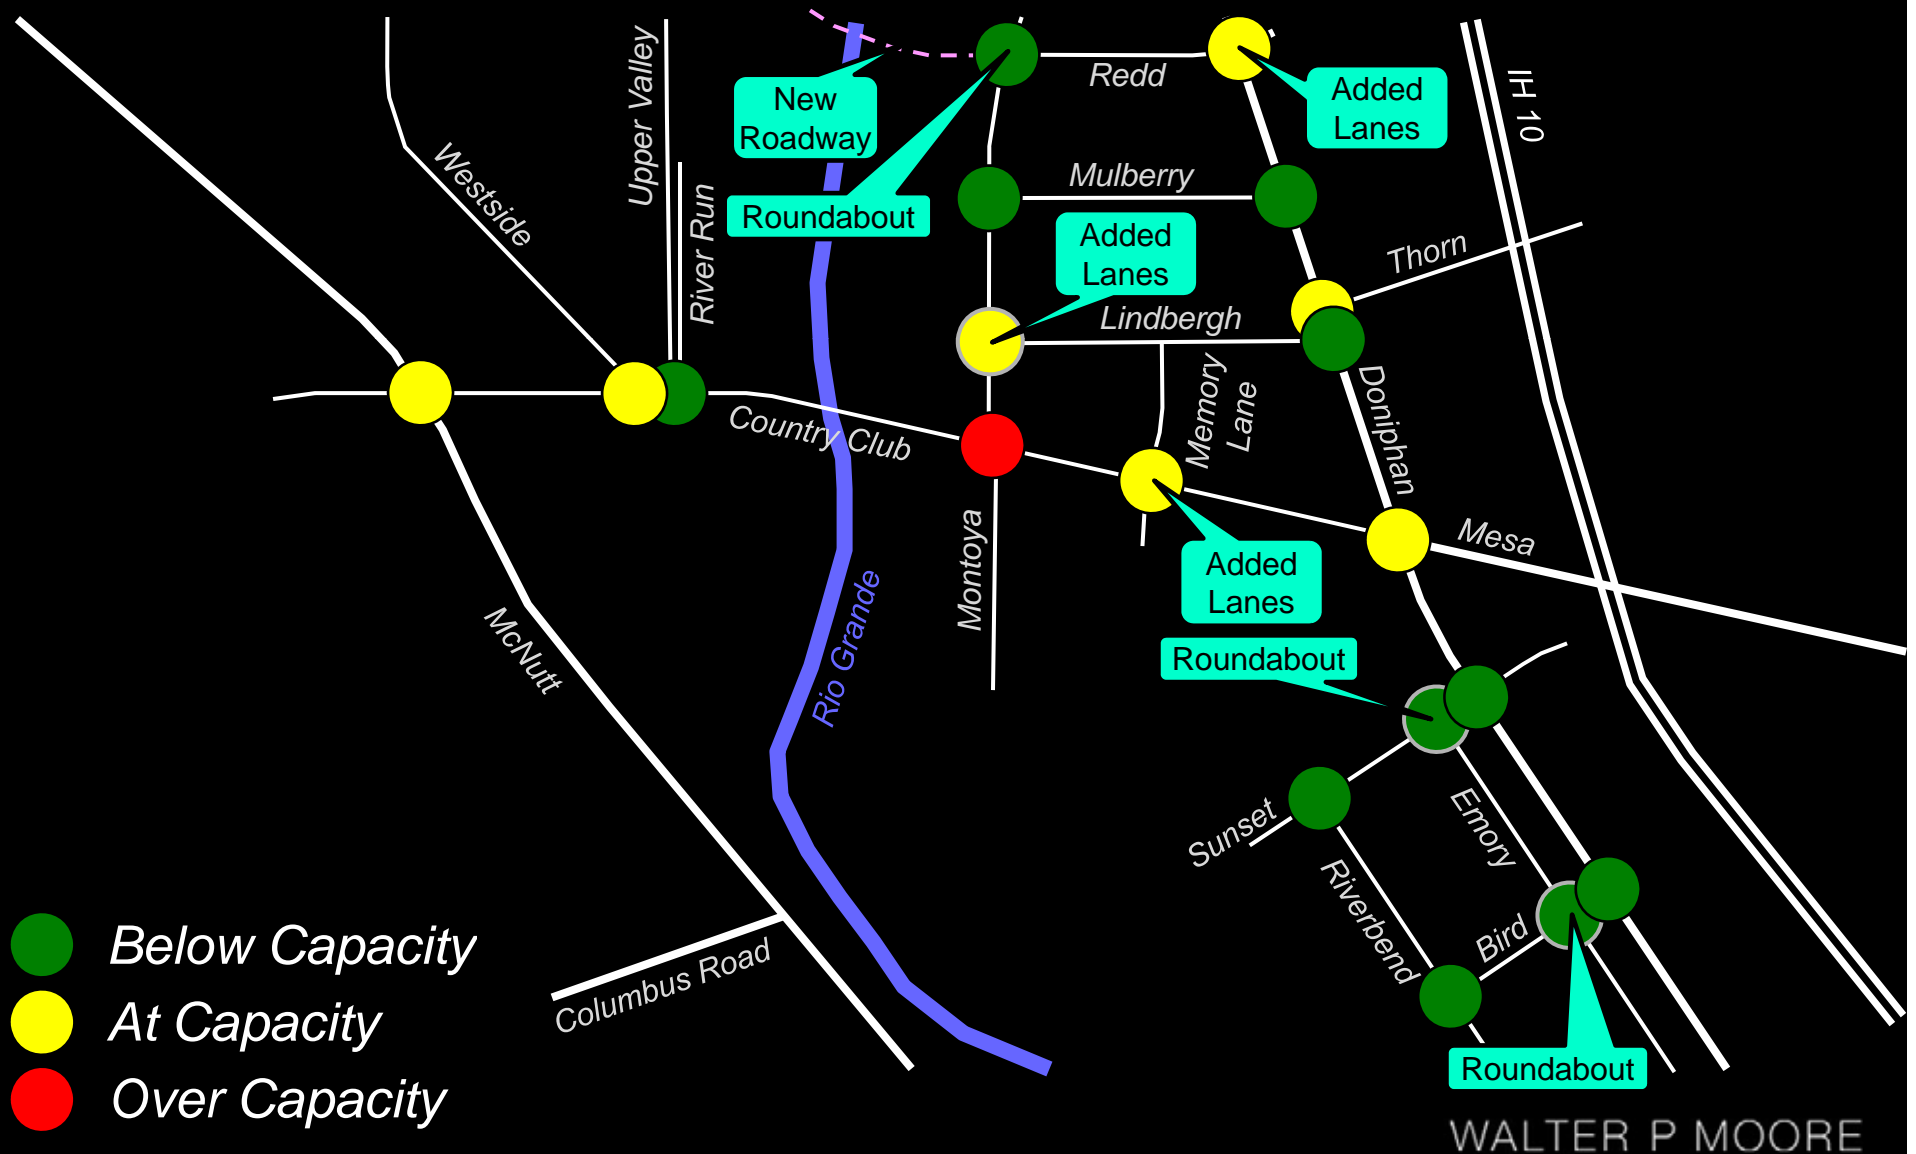 Upper Valley
New
Roadway
Redd
Added
Lanes
IH 10
Westside
River Run
Roundabout
Mulberry
Added
Lanes
Thorn
Lindbergh
Memory
Lane
Doniphan
Country Club
Montoya
Mesa
Added
Lanes
McNutt
Rio Grande
Roundabout
Sunset
Emory
Riverbend
Bird
Columbus Road
Roundabout
Below Capacity
At Capacity
Over Capacity
WALTER P MOORE